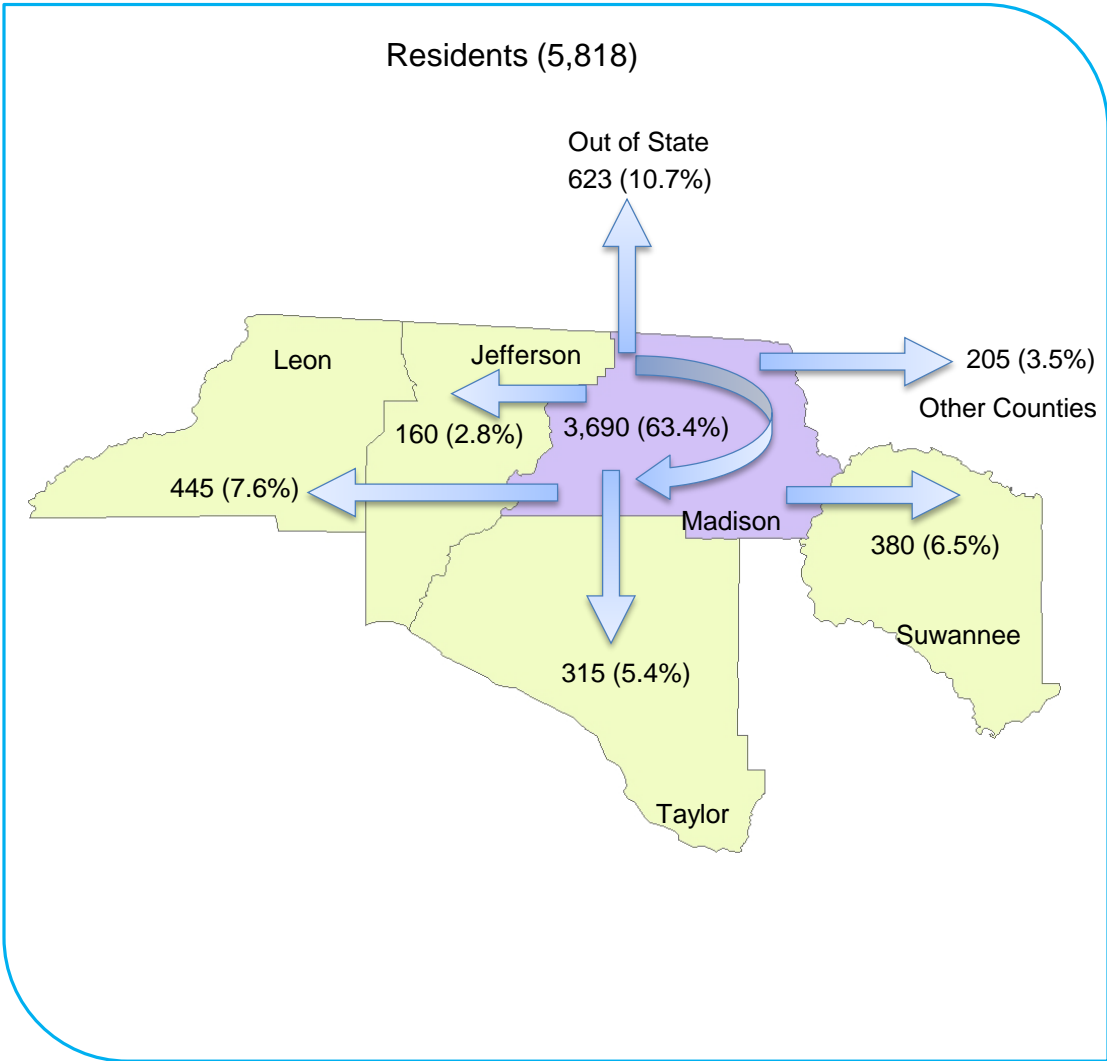 Residents (5,818)
Out of State
623 (10.7%)
Leon
Jefferson
205 (3.5%)
Other Counties
160 (2.8%)
3,690 (63.4%)
445 (7.6%)
Madison
380 (6.5%)
Suwannee
315 (5.4%)
Taylor